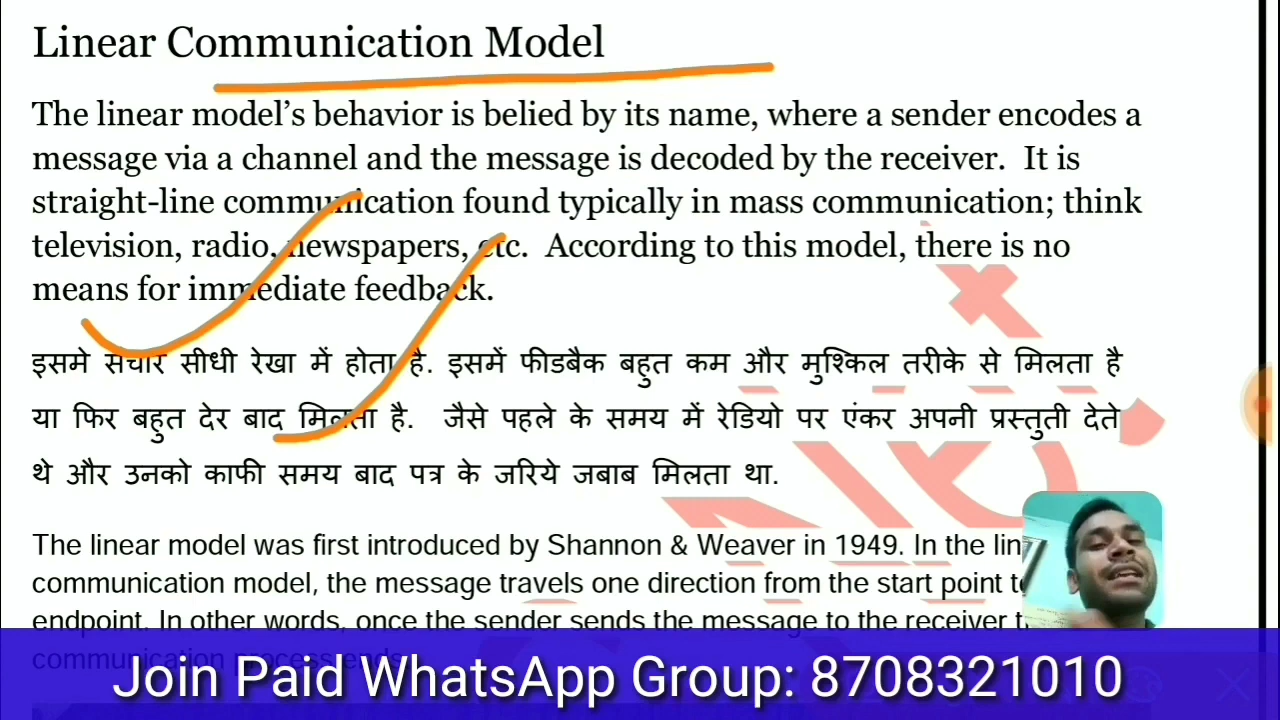 Linear Communication Model
The linear model’s behavior is belied by its name, where a sender encodes a
message via a channel and the message is decoded by the receiver. It is
straight-line communication found typically in mass communication; think
television, radio, newspapers, etc. According to this model, there is no
means for immediate feedback.
इसमे संचार सीधी रेखा में होता है. इसमें फीडबैक बहुत कम और मुश्किल तरीके से मिलता है
या फिर बहुत देर बाद मिलता है. जैसे पहले के समय में रेडियो पर एंकर अपनी प्रस्तुती देते
थे और उनको काफी समय बाद पत्र के जरिये जबाब मिलता था.
The linear model was first introduced by Shannon & Weaver in 1949. In the
communication model, the message travels one direction from the start point
endpoint. In other words, once the sender sends the message to the receiver
communication process ends.
Join Paid WhatsApp Group: 8708321010